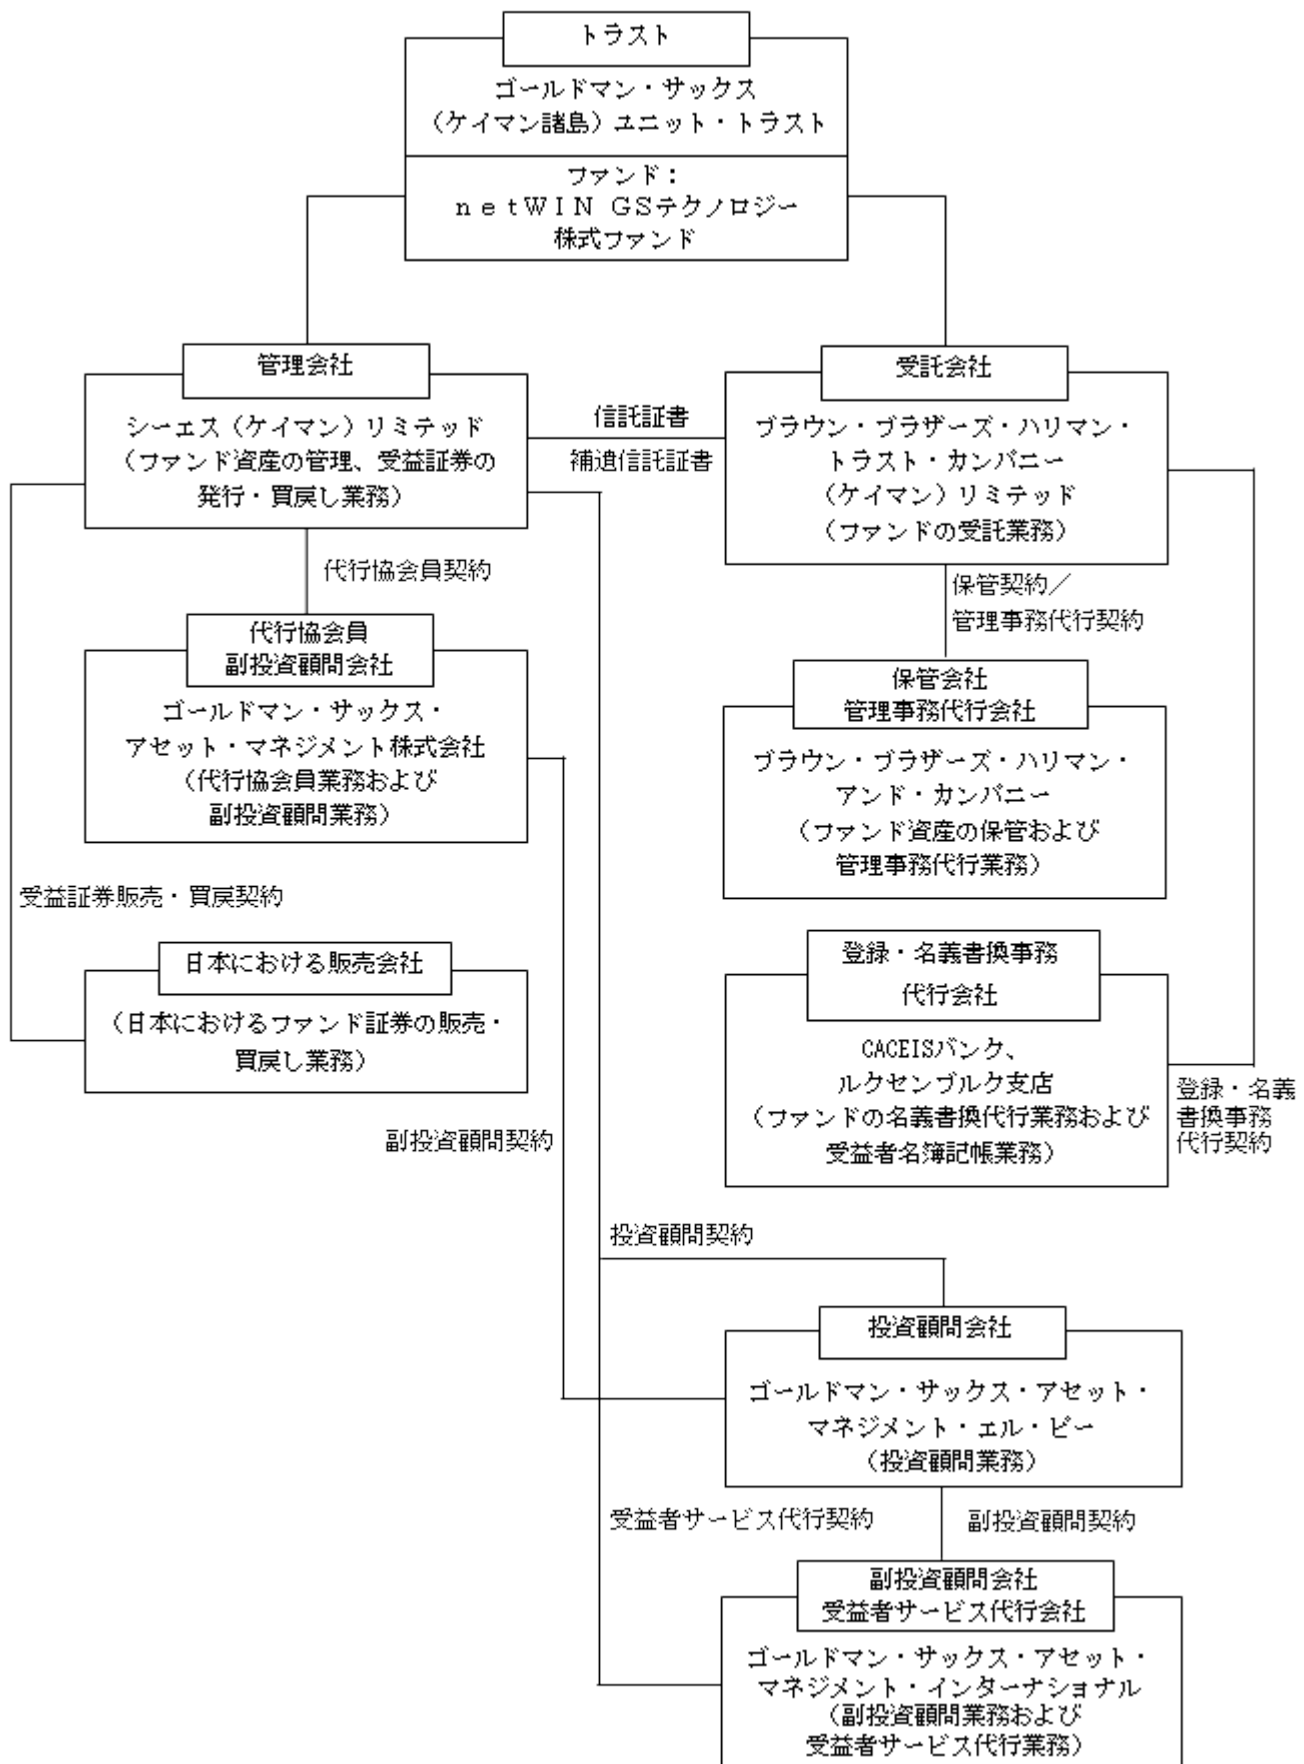 トラスト
ゴールドマン・サックス
（ケイマン諸島）ユニット・トラスト
ファンド：
ｎｅｔＷＩＮ ＧＳテクノロジー
株式ファンド
管理会社
シーエス（ケイマン）リミテッド
（ファンド資産の管理、受益証券の
発行・買戻し業務）
信託証書
補遺信託証書
受託会社
ブラウン・ブラザーズ・ハリマン・
トラスト・カンパニー
（ケイマン）リミテッド
（ファンドの受託業務）
代行協会員契約
保管契約／
管理事務代行契約
代行協会員
副投資顧問会社
ゴールドマン・サックス・
アセット・マネジメント株式会社
（代行協会員業務および
副投資顧問業務）
保管会社
管理事務代行会社
ブラウン・ブラザーズ・ハリマン・
アンド・カンパニー
（ファンド資産の保管および
管理事務代行業務）
受益証券販売・買戻契約
日本における販売会社
（日本におけるファンド証券の販売・
買戻し業務）
登録・名義書換事務
代行会社
CACEISバンク、
ルクセンブルク支店
（ファンドの名義書換代行業務および
受益者名簿記帳業務）
登録・名義
書換事務
代行契約
副投資顧問契約
投資顧問契約
投資顧問会社
ゴールドマン・サックス・アセット・
マネジメント・エル・ピー
（投資顧問業務）
受益者サービス代行契約
副投資顧問契約
副投資顧問会社
受益者サービス代行会社
ゴールドマン・サックス・アセット・
マネジメント・インターナショナル
（副投資顧問業務および
受益者サービス代行業務）